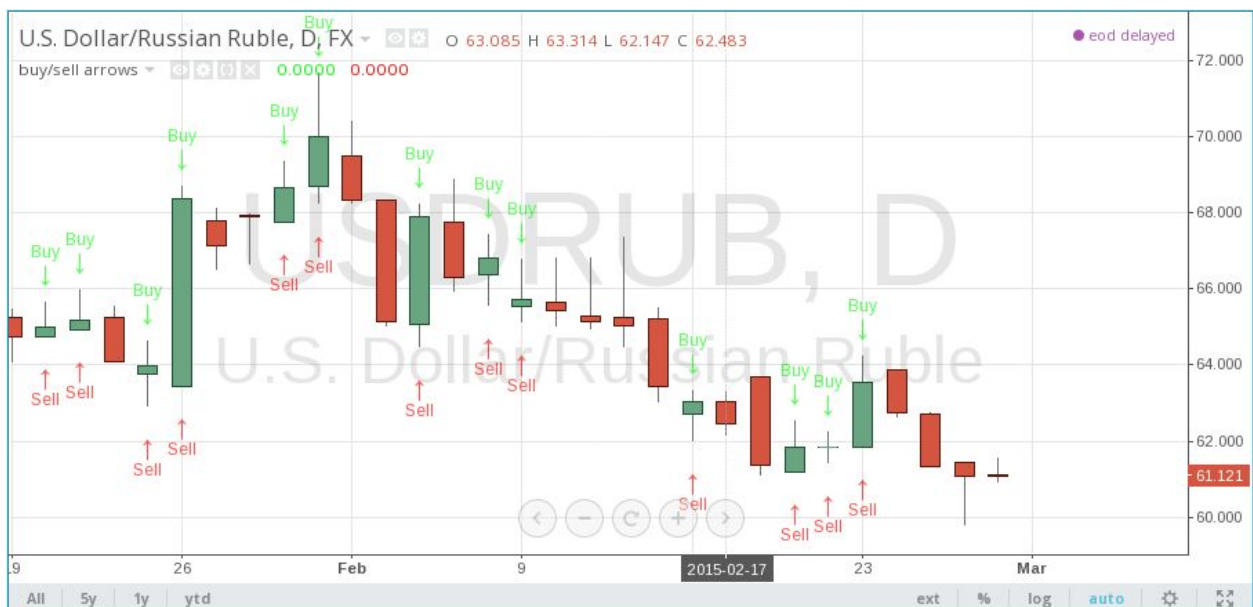 Buy
U.S. Dollar/Russian Ruble, D, FX O 63.085 H 63.314 L 62.147 C 62.483
eod delayed
buy/sell arrows 0.0000 0.0000
72.000
Buy
Buy
70.000
Buy
Buy
USDRUB, D
68.000
Buy
Buy
Buy
Sell
Sell
Buy
66.000
Buy
Buy
U.S. Dollar/Russian Ruble
64.000
Sell
Sell
Sell
Sell
Sell
Buy
Buy
62.000
Sell
Sell
61.121
Sell
Sell
Sell
Sell
60.000
19 26 Feb 9 2015-02-17 23 Mar
All 5y 1y ytd ext % log auto